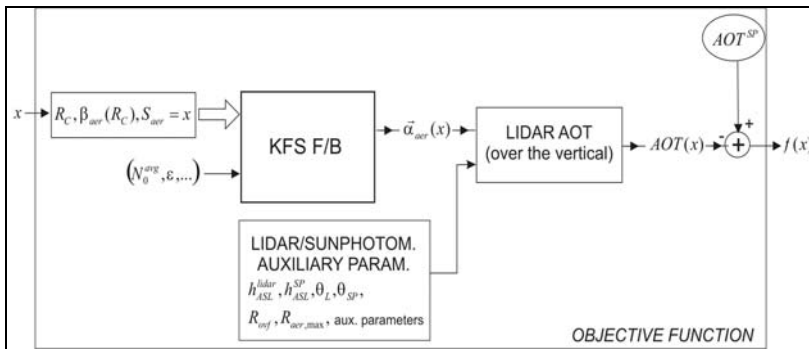 AOT^SP
x
R_C, β_aer(R_C), S_aer = x
KFS F/B
α⃗_aer(x)
LIDAR AOT
(over the vertical)
AOT(x)
-
+
+
f(x)
(N_0^avg, ε, ...)
LIDAR/SUNPHOTOM.
AUXILIARY PARAM.
h_ASL^lidar, h_ASL^SP, θ_L, θ_SP,
R_ovf, R_aer,max, aux. parameters
OBJECTIVE FUNCTION